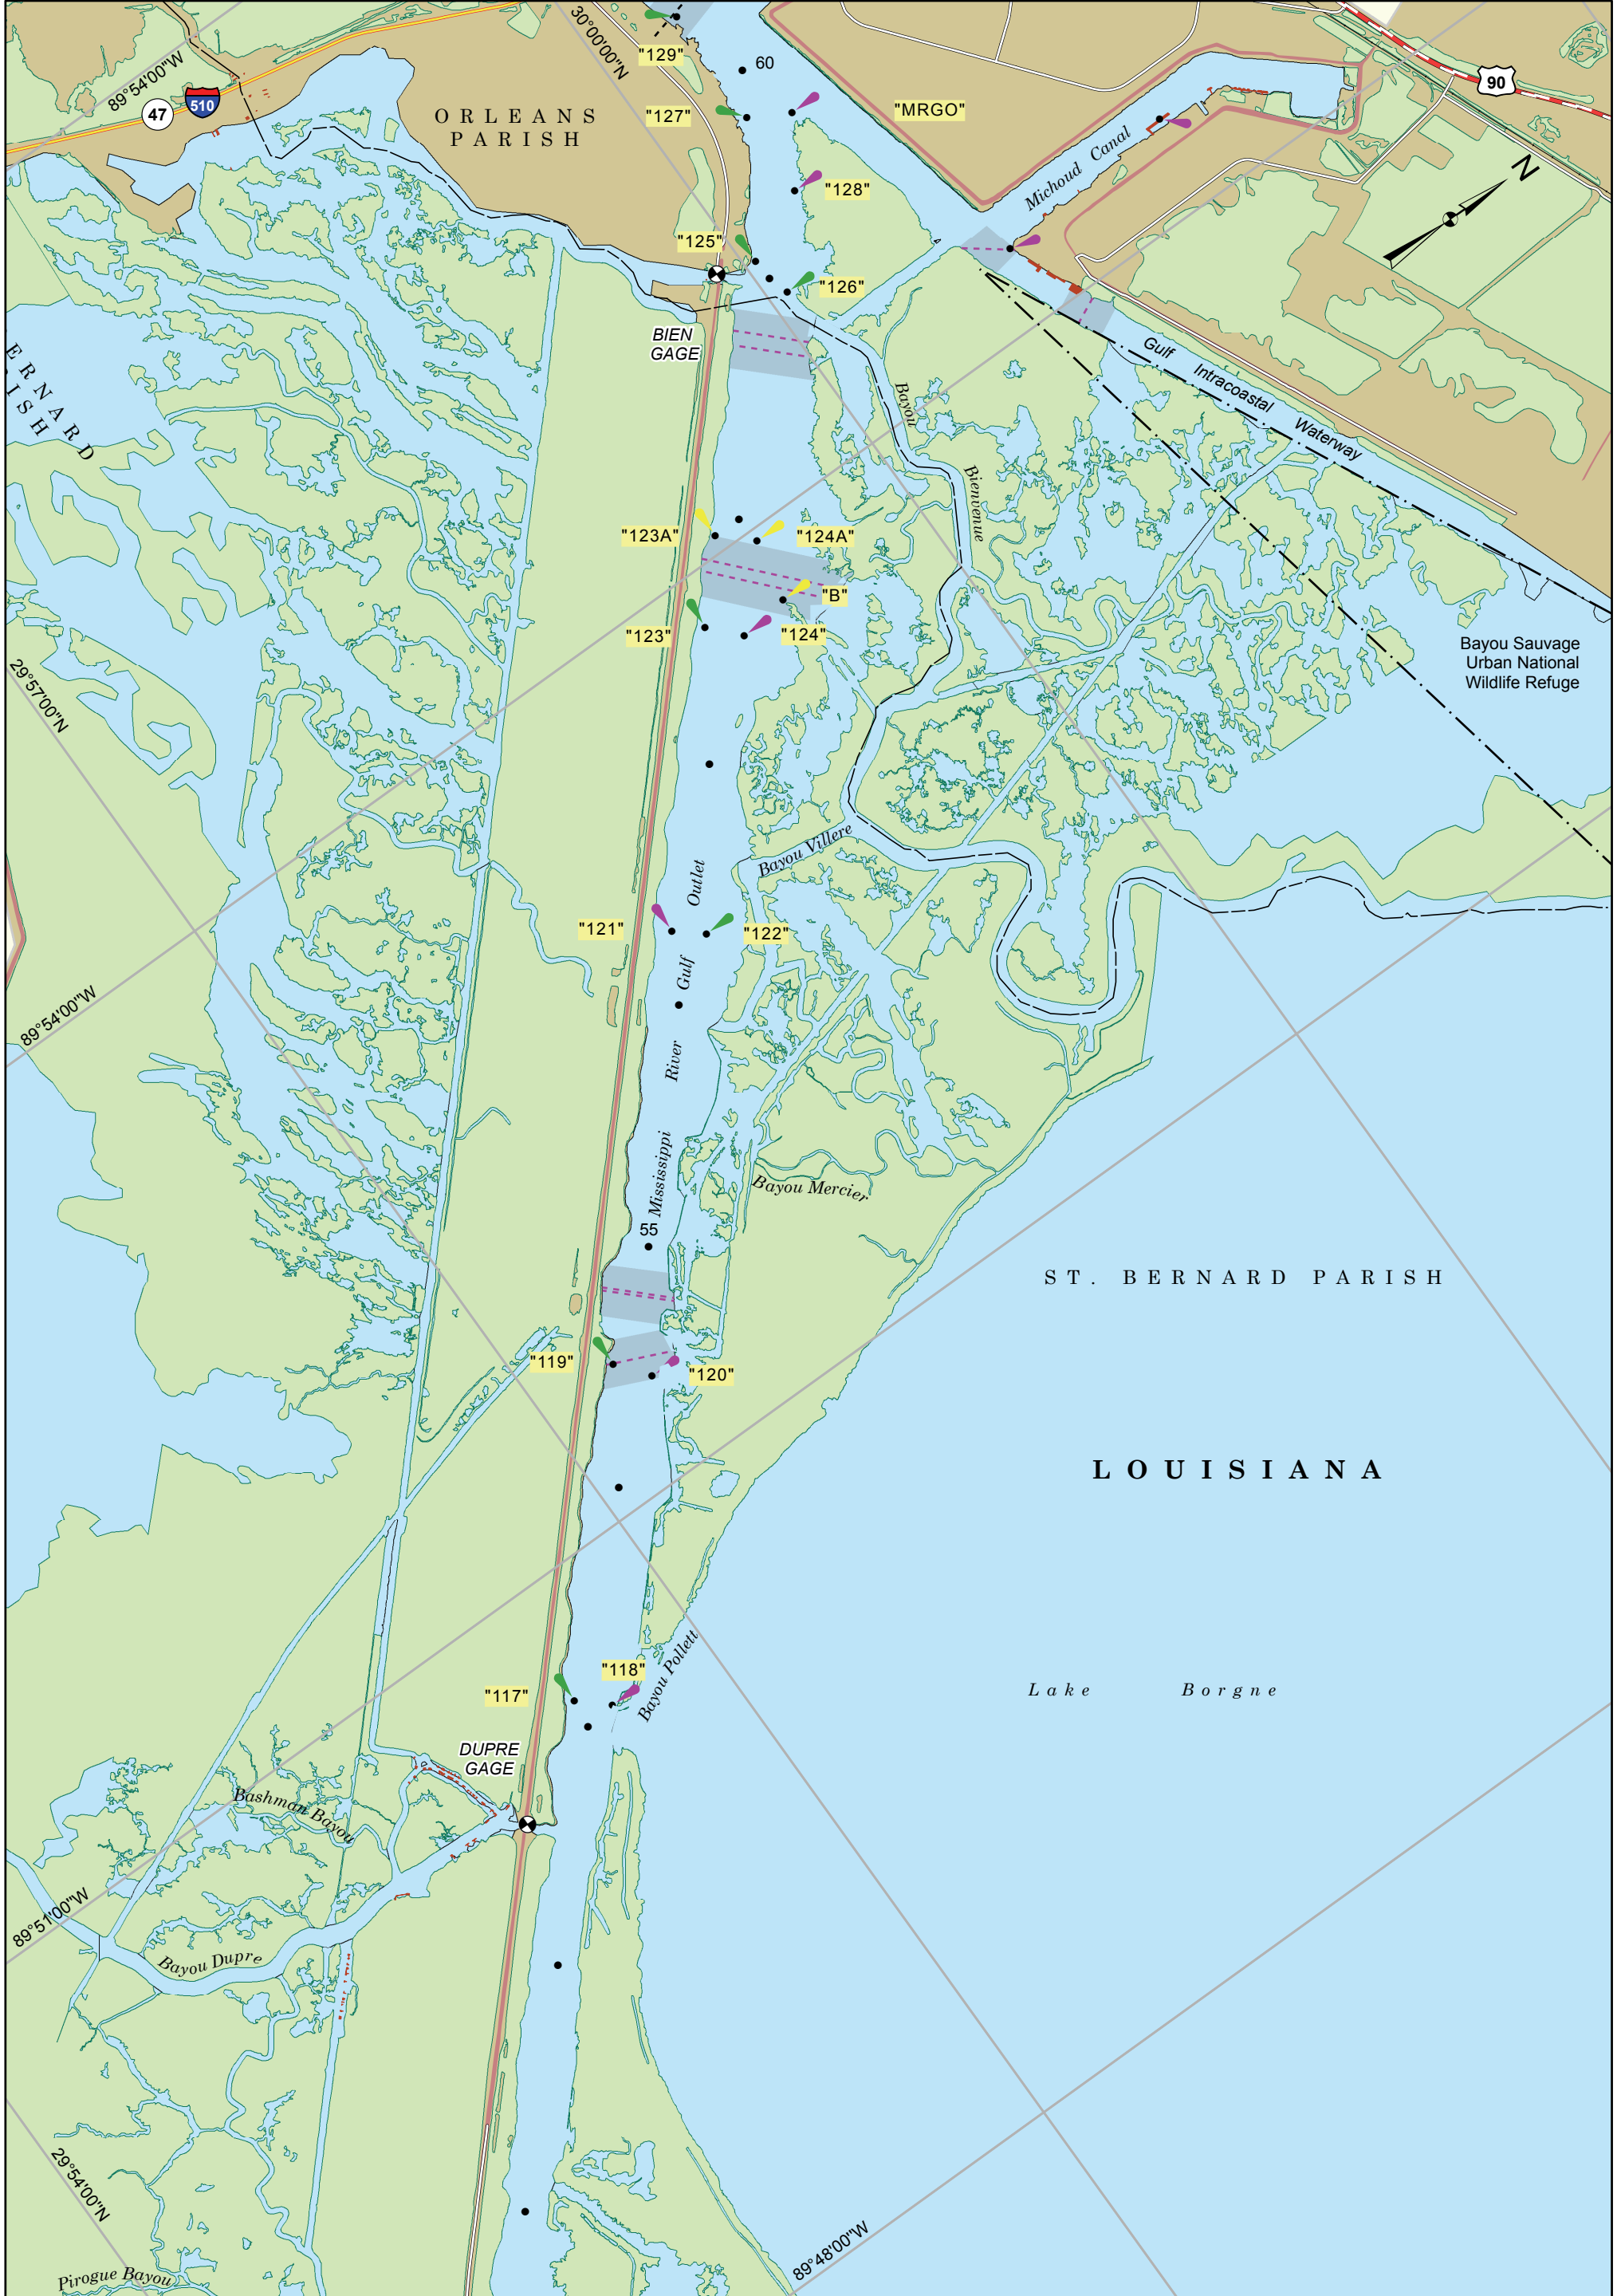 30°00'00"N
"129"
60
89°54'00"W
47
510
ORLEANS
PARISH
"127"
"MRGO"
90
Michoud Canal
N
"128"
"125"
"126"
BIEN
GAGE
ERNARD
ISH
Gulf
Intracoastal
Waterway
Bayou
Bienvenue
"123A"
"124A"
"B"
"123"
"124"
Bayou Sauvage
Urban National
Wildlife Refuge
29°57'00"N
Bayou Villere
Outlet
"121"
"122"
Gulf
River
89°54'00"W
Mississippi
Bayou Mercier
55
ST. BERNARD PARISH
"119"
"120"
LOUISIANA
"118"
Bayou Pollett
"117"
Lake Borgne
DUPRE
GAGE
Bashman Bayou
89°51'00"W
Bayou Dupre
29°54'00"N
89°48'00"W
Pirogue Bayou